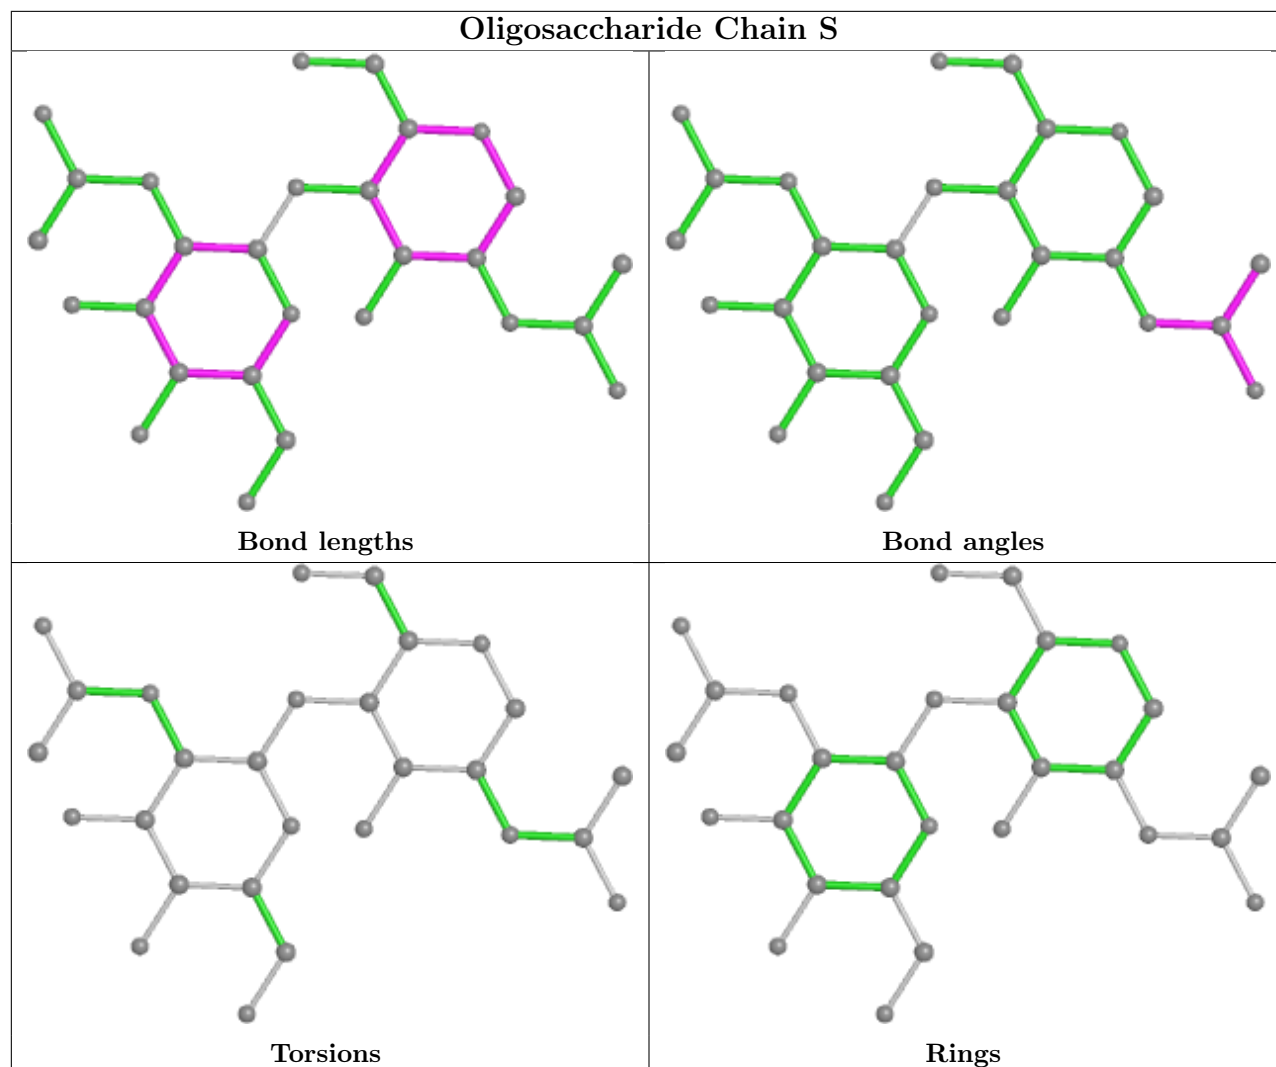 Oligosaccharide Chain S
Bond lengths
Bond angles
Torsions
Rings